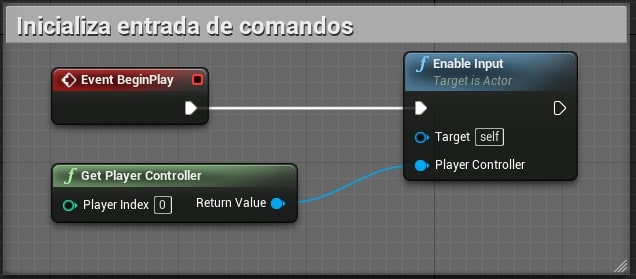 Inicializa entrada de comandos
Event BeginPlay
f Enable Input
Target is Actor
Target self
Player Controller
f Get Player Controller
Player Index 0 Return Value